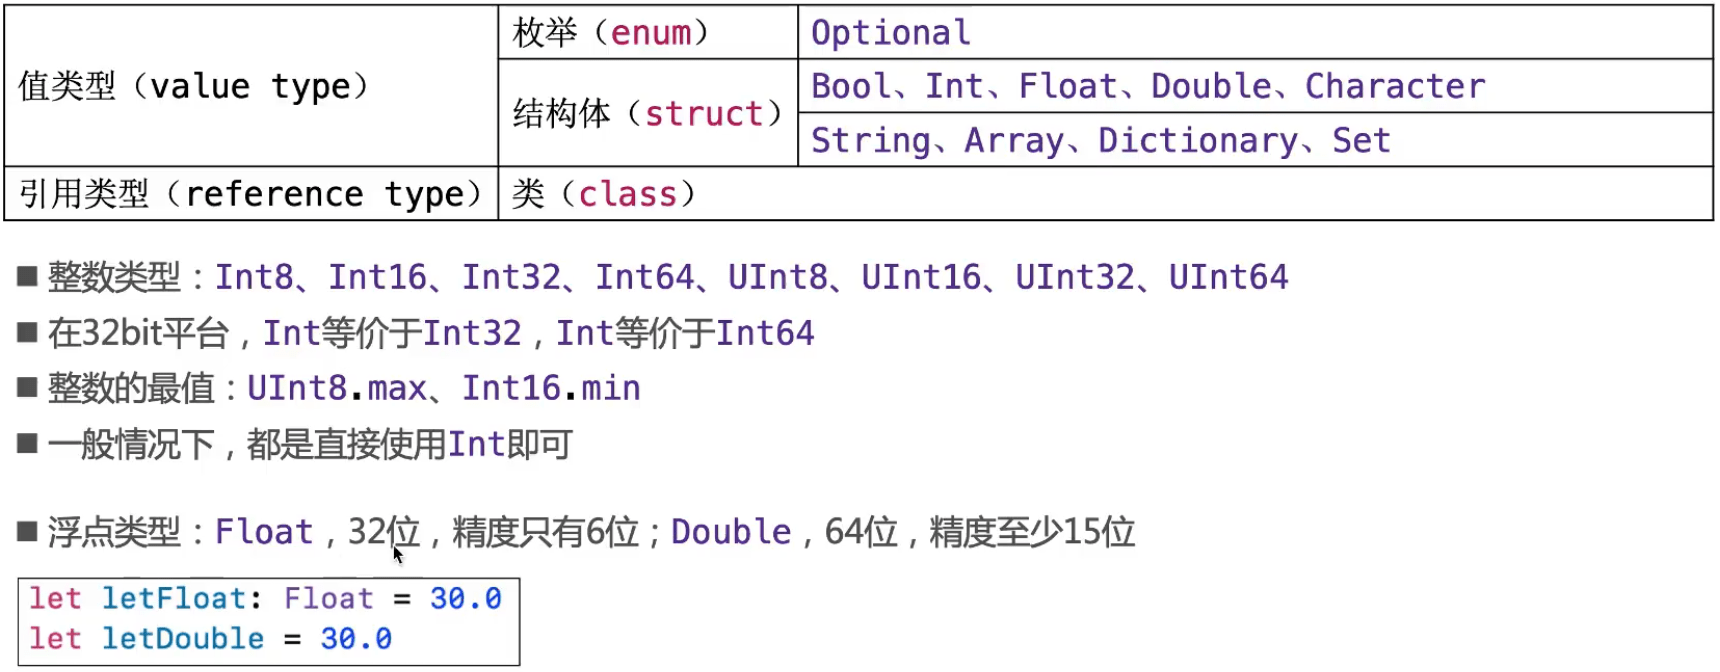 值类型（value type）
枚举（enum）
Optional
结构体（struct）
Bool、Int、Float、Double、Character
String、Array、Dictionary、Set
引用类型（reference type）
类（class）
■ 整数类型：Int8、Int16、Int32、Int64、UInt8、UInt16、UInt32、UInt64
■ 在32bit平台，Int等价于Int32，Int等价于Int64
■ 整数的最值：UInt8.max、Int16.min
■ 一般情况下，都是直接使用Int即可
■ 浮点类型：Float，32位，精度只有6位；Double，64位，精度至少15位
let letFloat: Float = 30.0
let letDouble = 30.0